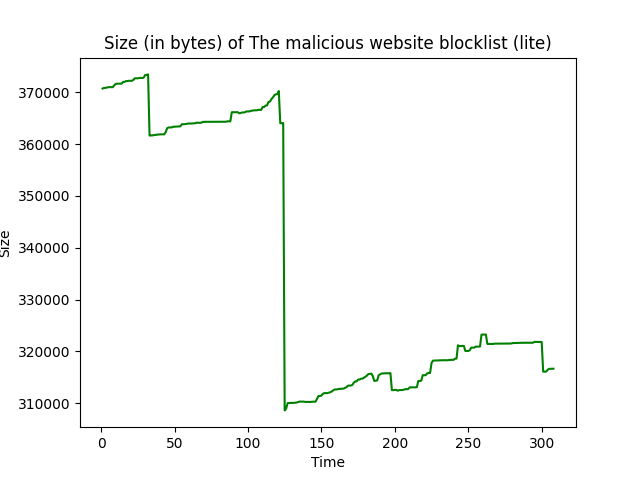 Size (in bytes) of The malicious website blocklist (lite)
370000
360000
350000
340000
330000
320000
310000
Size
0 50 100 150 200 250 300
Time